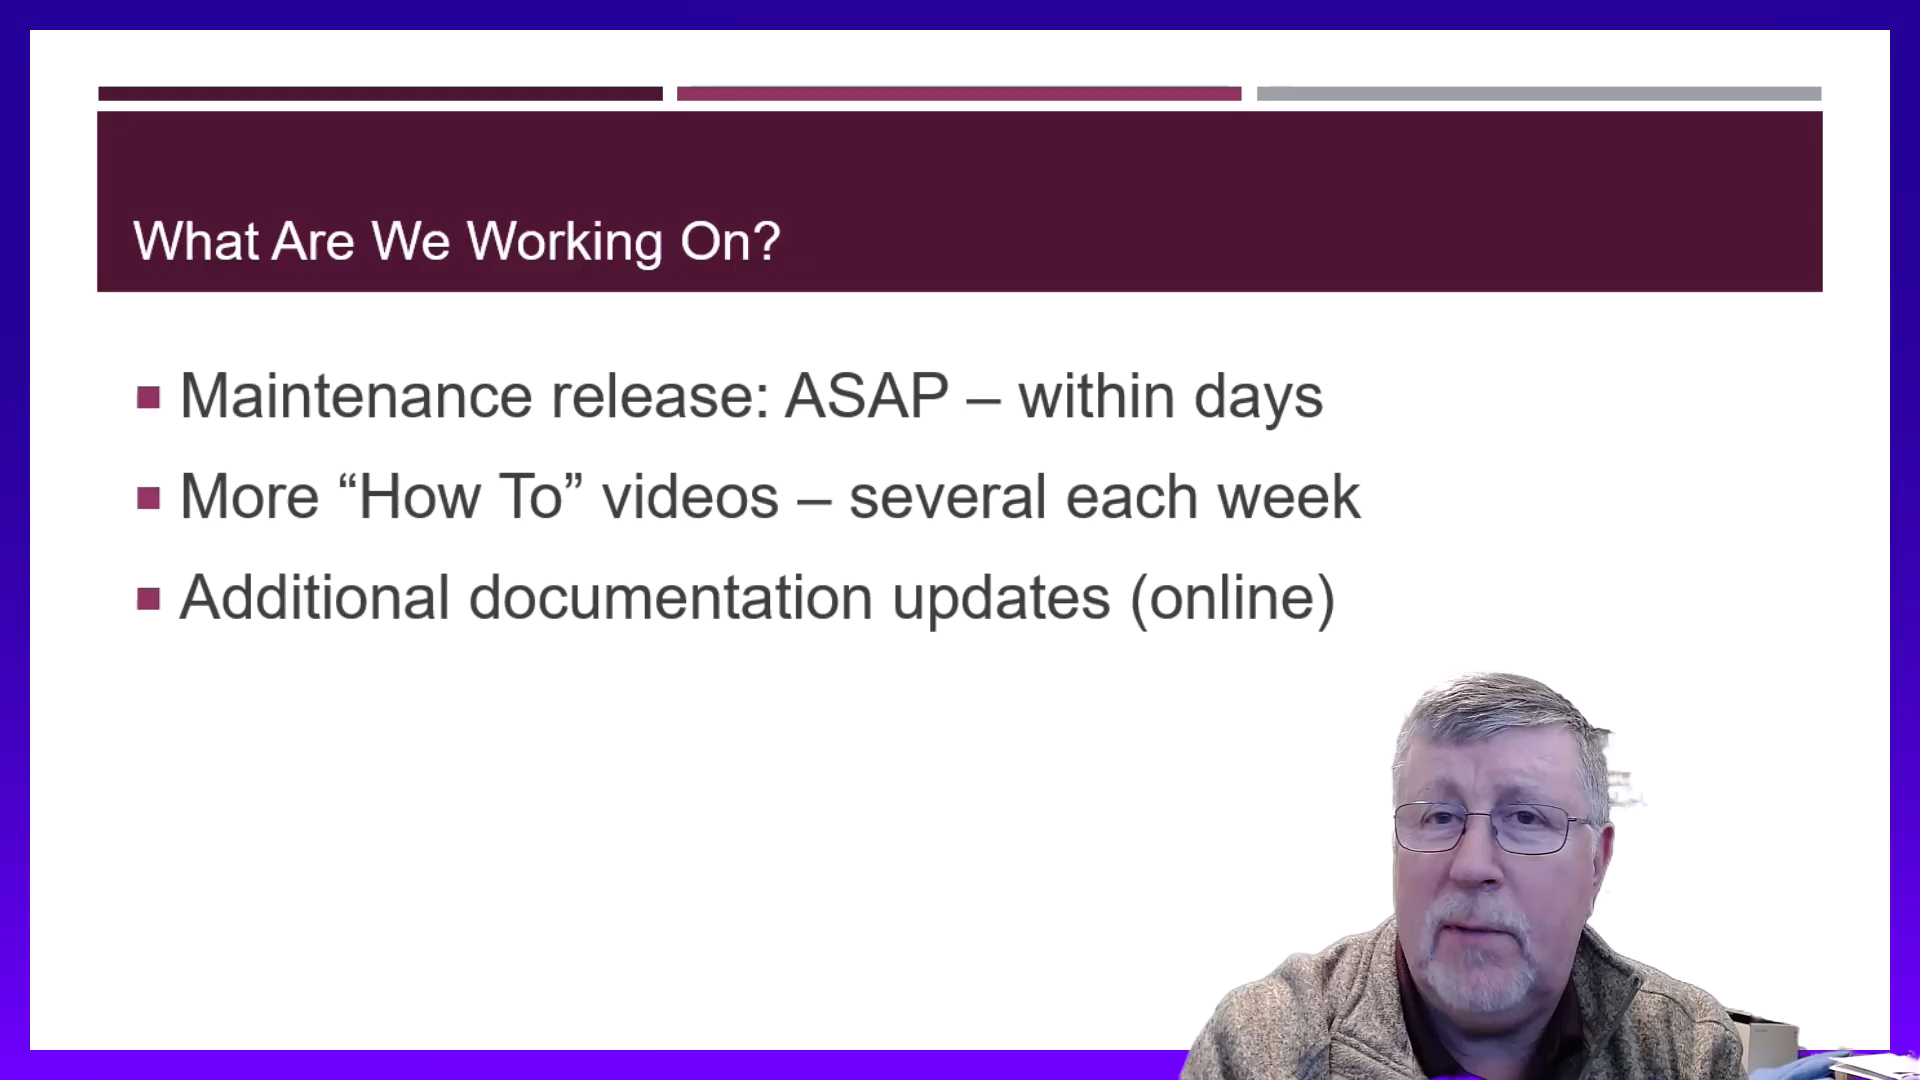 What Are We Working On?
Maintenance release: ASAP – within days
More “How To” videos – several each week
Additional documentation updates (online)